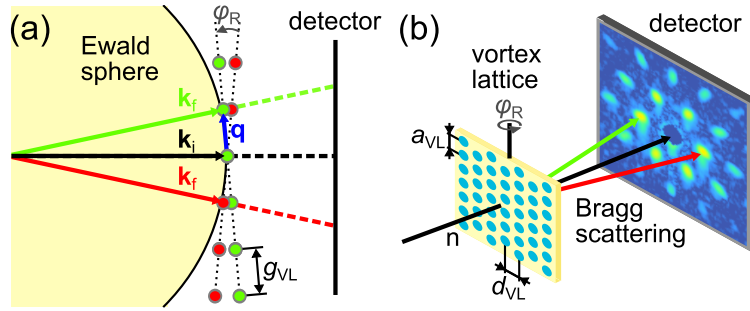 (a)
φR
detector
Ewald
sphere
kf
q
ki
kf
gVL
(b)
detector
vortex
lattice
φR
aVL
Bragg
scattering
n
dVL